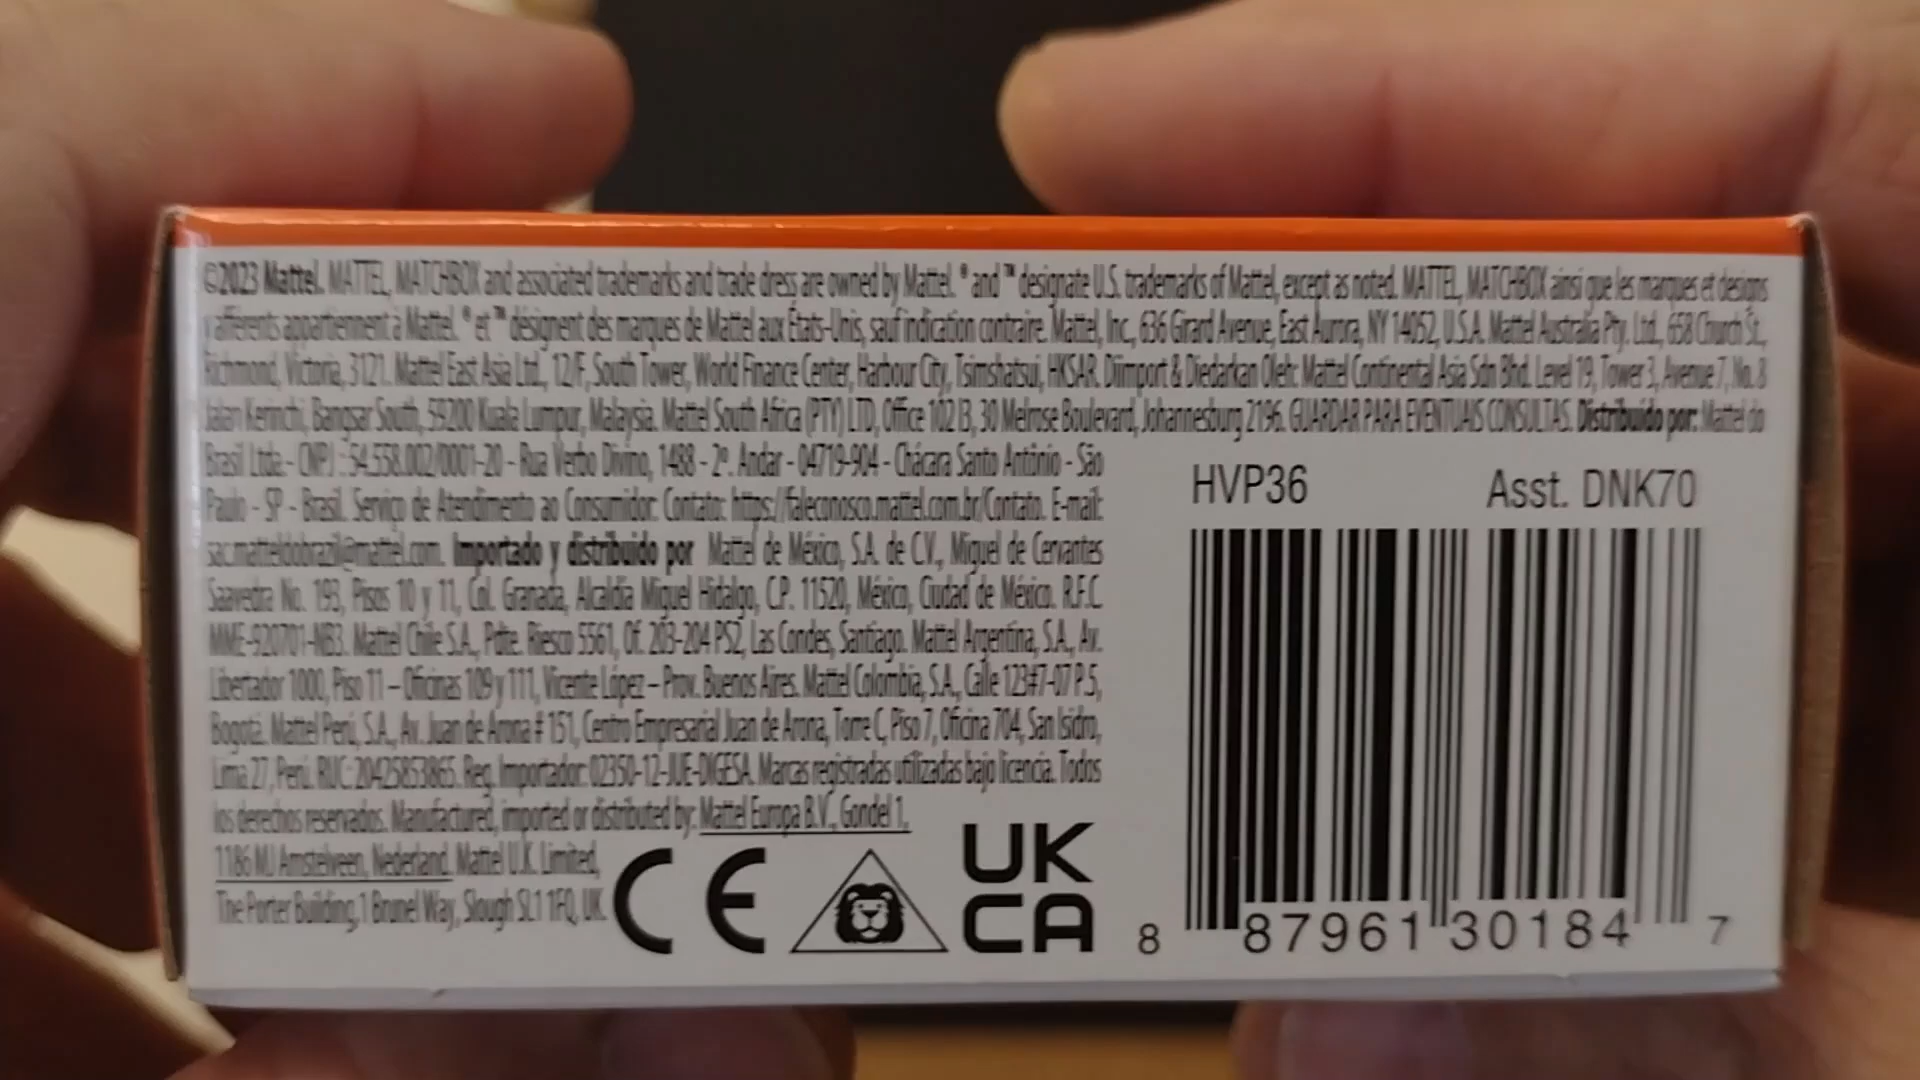 ©2023 Mattel. MATTEL, MATCHBOX and associated trademarks and trade dress are owned by Mattel. ® and ™ designate U.S. trademarks of Mattel, except as noted. MATTEL, MATCHBOX ainsi que les marques et designs
y afférents appartiennent à Mattel. ® et ™ désignent des marques de Mattel aux États-Unis, sauf indication contraire. Mattel, Inc., 636 Girard Avenue, East Aurora, NY 14052, U.S.A. Mattel Australia Pty. Ltd., 658 Church St.,
Richmond, Victoria, 3121. Mattel East Asia Ltd., 12/F, South Tower, World Finance Center, Harbour City, Tsimshatsui, HKSAR. Diimport & Diedarkan Oleh: Mattel Continental Asia Sdn Bhd. Level 19, Tower 3, Avenue 7, No. 8
Jalan Kerinchi, Bangsar South, 59200 Kuala Lumpur, Malaysia. Mattel South Africa (PTY) LTD, Office 102 I3, 30 Melrose Boulevard, Johannesburg 2196. GUARDAR PARA EVENTUAIS CONSULTAS. Distribuido por: Mattel do
Brasil Ltda.- CNPJ : 54.558.002/0001-20 - Rua Verbo Divino, 1488 - 2º. Andar - 04719-904 - Chácara Santo Antônio - São
Paulo - SP - Brasil. Serviço de Atendimento ao Consumidor: Contato: https://faleconosco.mattel.com.br/Contato. E-mail:
sac.matteldobrazil@mattel.com. Importado y distribuido por Mattel de México, S.A. de C.V., Miguel de Cervantes
Saavedra No. 193, Pisos 10 y 11, Col. Granada, Alcaldía Miguel Hidalgo, C.P. 11520, México, Ciudad de México. R.F.C.
MME-920701-NB3. Mattel Chile S.A., Pdte. Riesco 5561, Of. 203-204 PS2, Las Condes, Santiago. Mattel Argentina, S.A., Av.
Libertador 1000, Piso 11 – Oficinas 109 y 111, Vicente López – Prov. Buenos Aires. Mattel Colombia, S.A., Calle 123#7-07 P.5,
Bogotá. Mattel Perú, S.A., Av. Juan de Arona # 151, Centro Empresarial Juan de Arona, Torre C, Piso 7, Oficina 704, San Isidro,
Lima 27, Perú. RUC: 20425853865. Reg. Importador: 02350-12-JUE-DIGESA. Marcas registradas utilizadas bajo licencia. Todos
los derechos reservados. Manufactured, imported or distributed by: Mattel Europa B.V., Gondel 1,
1186 MJ Amstelveen, Nederland. Mattel U.K. Limited,
The Porter Building, 1 Brunel Way, Slough SL1 1FQ, UK.
CE
UK
CA
HVP36 Asst. DNK70
8 87961 30184 7